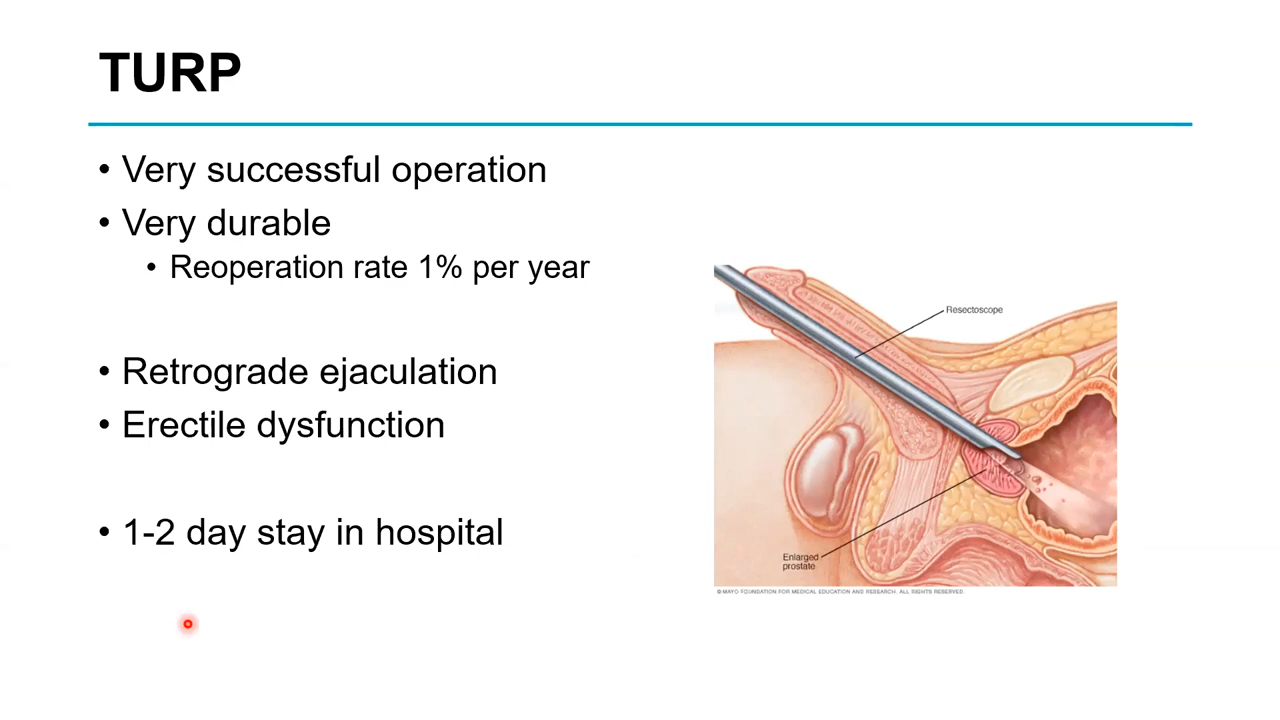 TURP
• Very successful operation
• Very durable
• Reoperation rate 1% per year
• Retrograde ejaculation
• Erectile dysfunction
• 1-2 day stay in hospital
Resectoscope
Enlarged
prostate
© MAYO FOUNDATION FOR MEDICAL EDUCATION AND RESEARCH. ALL RIGHTS RESERVED.